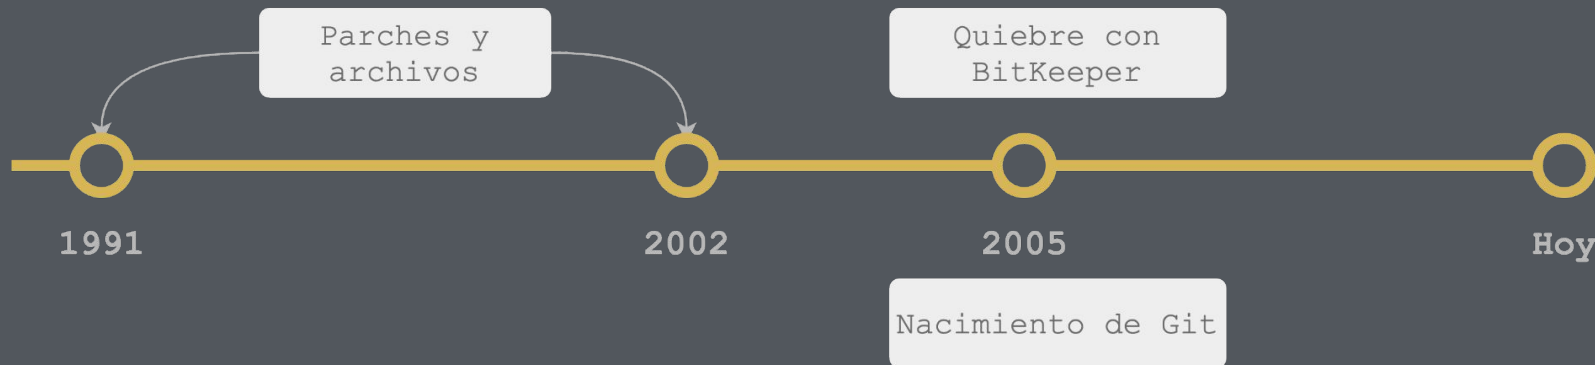 Parches y
archivos
Quiebre con
BitKeeper
1991
2002
2005
Hoy
Nacimiento de Git